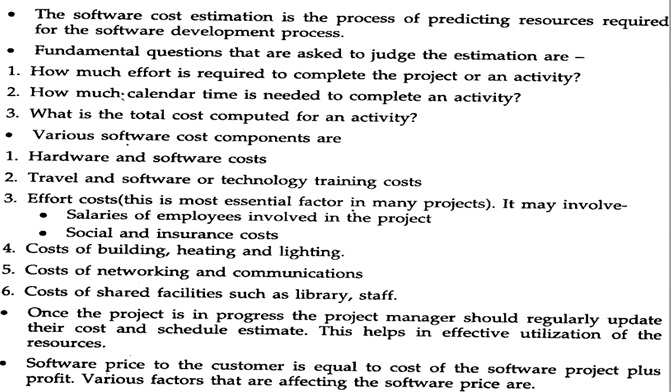 • The software cost estimation is the process of predicting resources required
for the software development process.
• Fundamental questions that are asked to judge the estimation are –
1. How much effort is required to complete the project or an activity?
2. How much calendar time is needed to complete an activity?
3. What is the total cost computed for an activity?
• Various software cost components are
1. Hardware and software costs
2. Travel and software or technology training costs
3. Effort costs(this is most essential factor in many projects). It may involve-
• Salaries of employees involved in the project
• Social and insurance costs
4. Costs of building, heating and lighting.
5. Costs of networking and communications
6. Costs of shared facilities such as library, staff.
• Once the project is in progress the project manager should regularly update
their cost and schedule estimate. This helps in effective utilization of the
resources.
• Software price to the customer is equal to cost of the software project plus
profit. Various factors that are affecting the software price are.